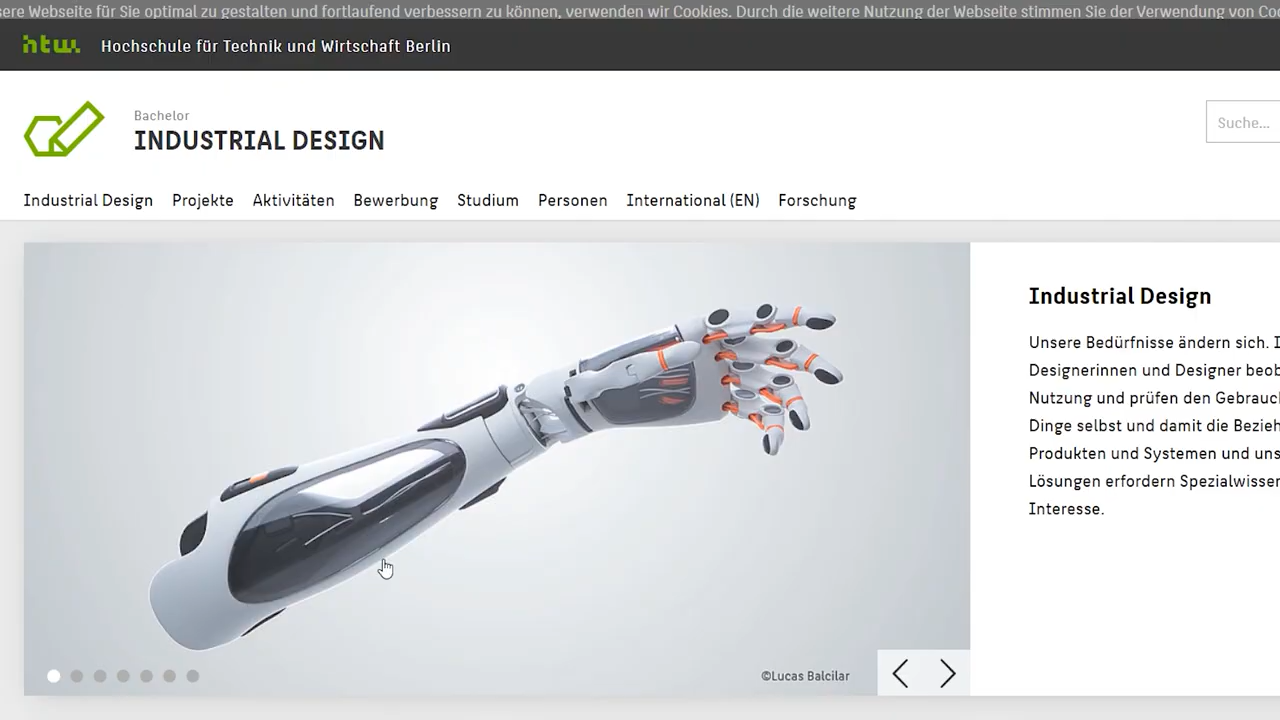 sere Webseite für Sie optimal zu gestalten und fortlaufend verbessern zu können, verwenden wir Cookies. Durch die weitere Nutzung der Webseite stimmen Sie der Verwendung von Coo
htw. Hochschule für Technik und Wirtschaft Berlin
Bachelor
INDUSTRIAL DESIGN
Suche...
Industrial Design Projekte Aktivitäten Bewerbung Studium Personen International (EN) Forschung
Industrial Design
Unsere Bedürfnisse ändern sich. I
Designerinnen und Designer beob
Nutzung und prüfen den Gebrauc
Dinge selbst und damit die Bezieh
Produkten und Systemen und uns
Lösungen erfordern Spezialwisser
Interesse.
©Lucas Balcilar